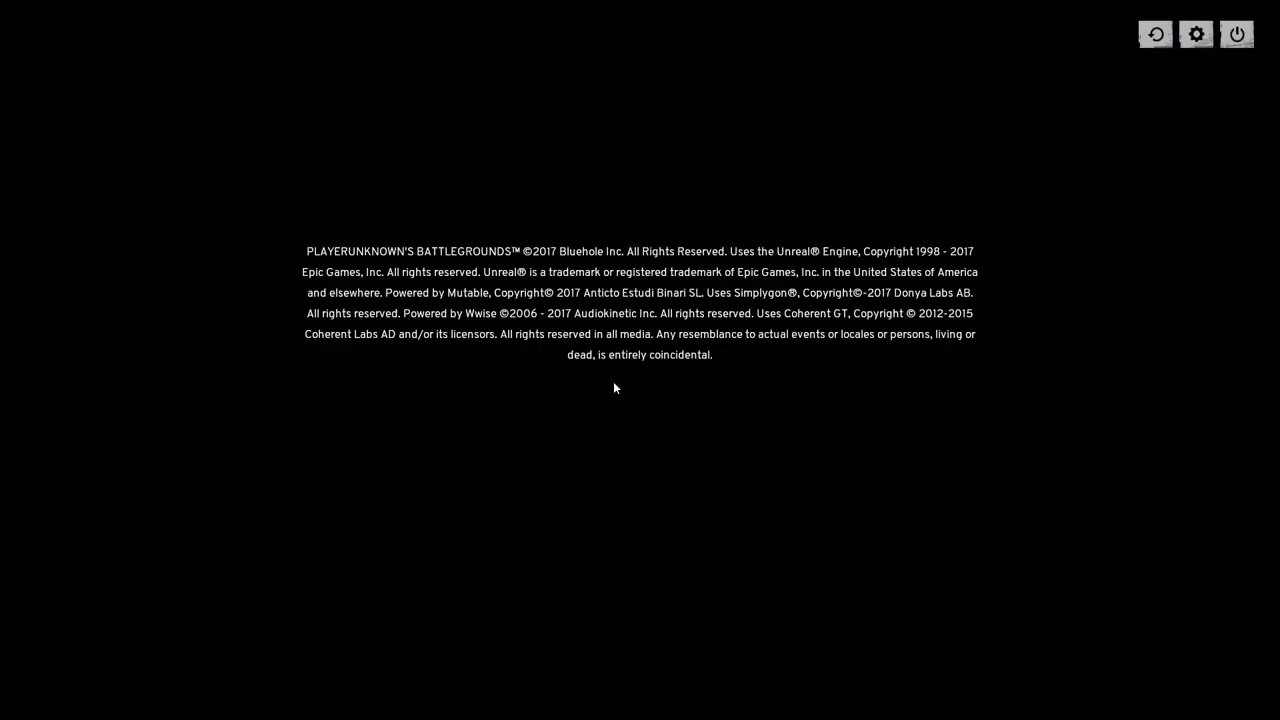 PLAYERUNKNOWN'S BATTLEGROUNDS™ ©2017 Bluehole Inc. All Rights Reserved. Uses the Unreal® Engine, Copyright 1998 - 2017
Epic Games, Inc. All rights reserved. Unreal® is a trademark or registered trademark of Epic Games, Inc. in the United States of America
and elsewhere. Powered by Mutable, Copyright© 2017 Anticto Estudi Binari SL. Uses Simplygon®, Copyright©-2017 Donya Labs AB.
All rights reserved. Powered by Wwise ©2006 - 2017 Audiokinetic Inc. All rights reserved. Uses Coherent GT, Copyright © 2012-2015
Coherent Labs AD and/or its licensors. All rights reserved in all media. Any resemblance to actual events or locales or persons, living or
dead, is entirely coincidental.